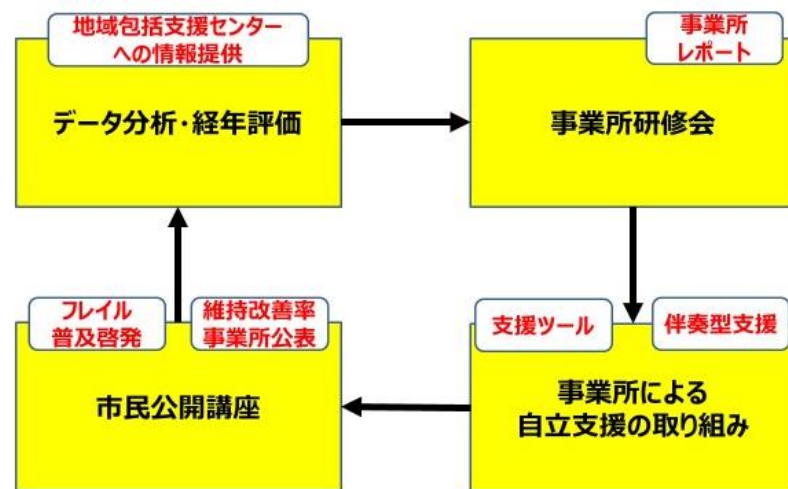 地域包括支援センター
への情報提供
データ分析・経年評価
事業所
レポート
事業所研修会
フレイル
普及啓発
維持改善率
事業所公表
市民公開講座
支援ツール
伴奏型支援
事業所による
自立支援の取り組み